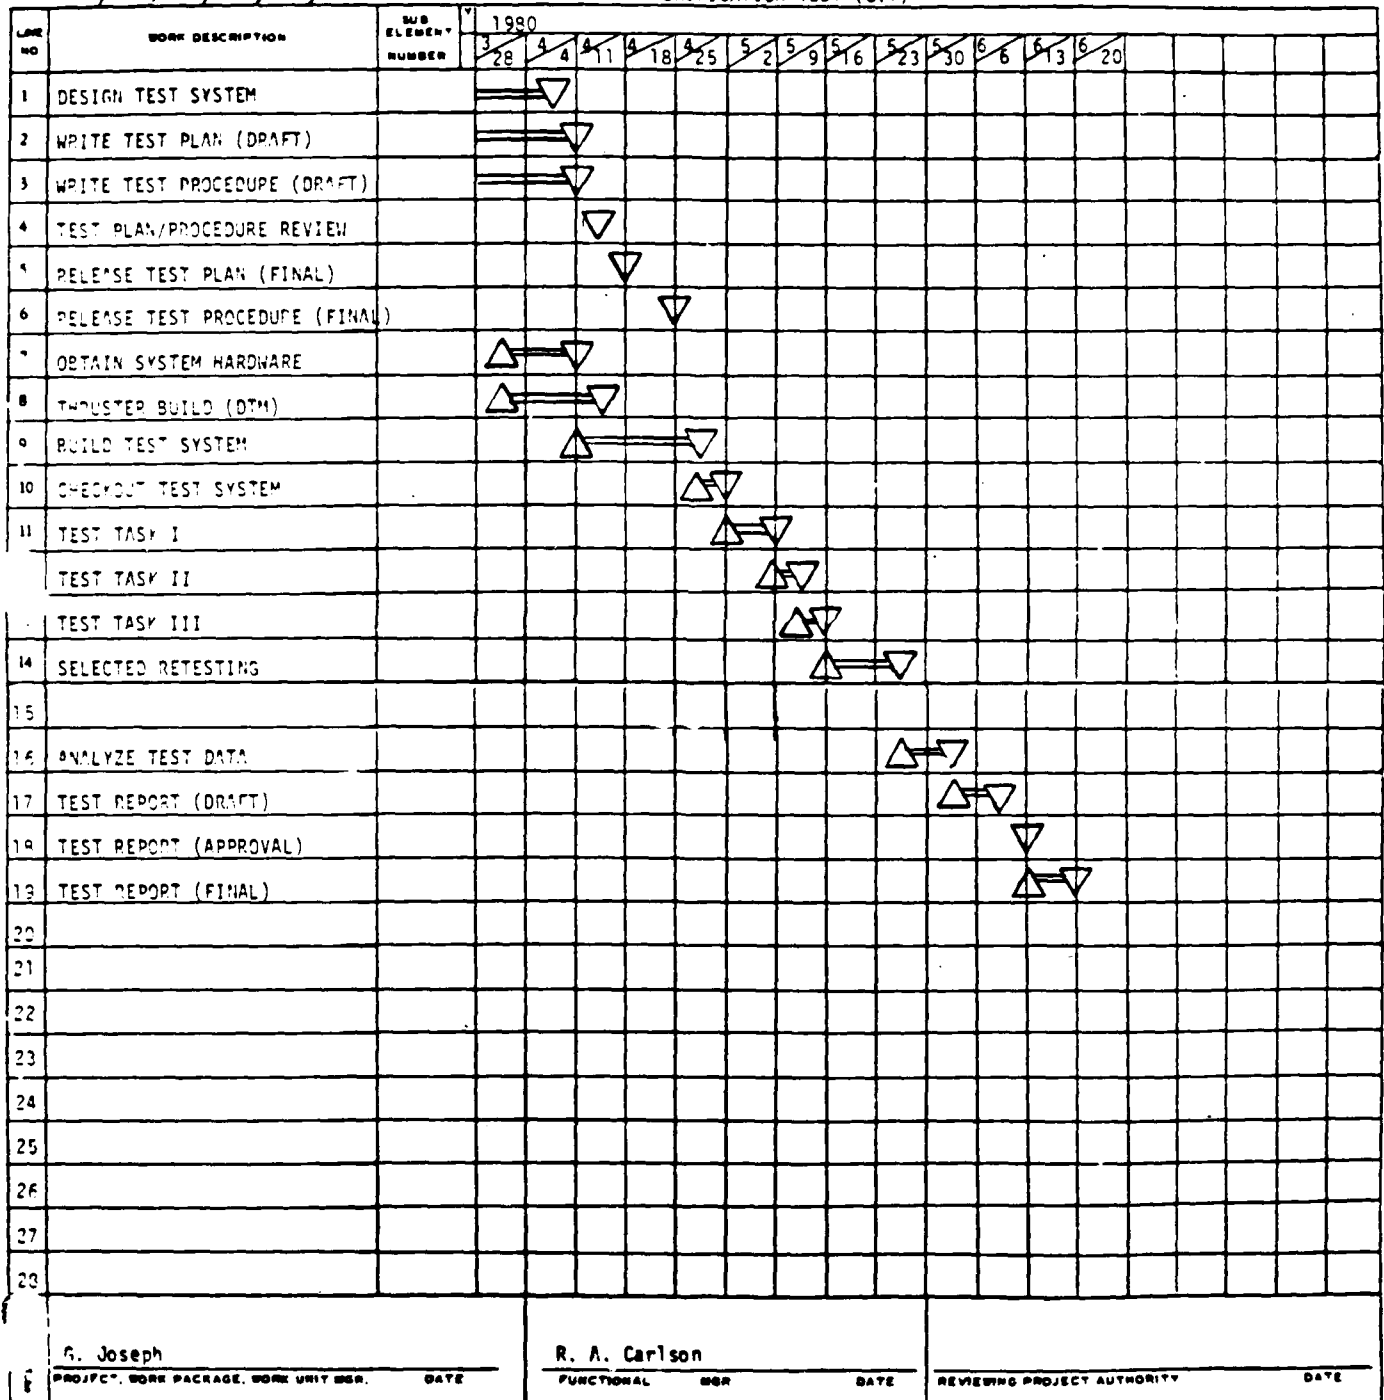 LINE NO WORK DESCRIPTION SUB ELEMENT NUMBER Y 1980
3/28 4/4 4/11 4/18 4/25 5/2 5/9 5/16 5/23 5/30 6/6 6/13 6/20
1 DESIGN TEST SYSTEM
2 WRITE TEST PLAN (DRAFT)
3 WRITE TEST PROCEDURE (DRAFT)
4 TEST PLAN/PROCEDURE REVIEW
5 RELEASE TEST PLAN (FINAL)
6 RELEASE TEST PROCEDURE (FINAL)
7 OBTAIN SYSTEM HARDWARE
8 THRUSTER BUILD (DTM)
9 BUILD TEST SYSTEM
10 CHECKOUT TEST SYSTEM
11 TEST TASK I
TEST TASK II
TEST TASK III
14 SELECTED RETESTING
15
16 ANALYZE TEST DATA
17 TEST REPORT (DRAFT)
18 TEST REPORT (APPROVAL)
19 TEST REPORT (FINAL)
20
21
22
23
24
25
26
27
28
G. Joseph
PROJECT, WORK PACKAGE, WORK UNIT MGR. DATE
R. A. Carlson
FUNCTIONAL MGR DATE
REVIEWING PROJECT AUTHORITY DATE